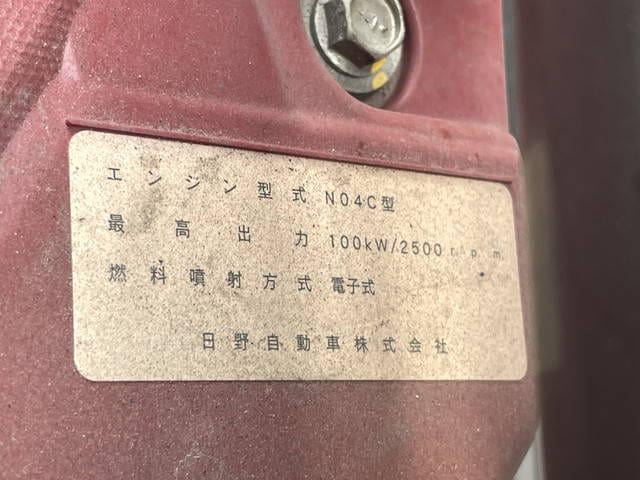 エンジン型式 N04C型
最高出力 100kW/2500r.p.m.
燃料噴射方式 電子式
日野自動車株式会社